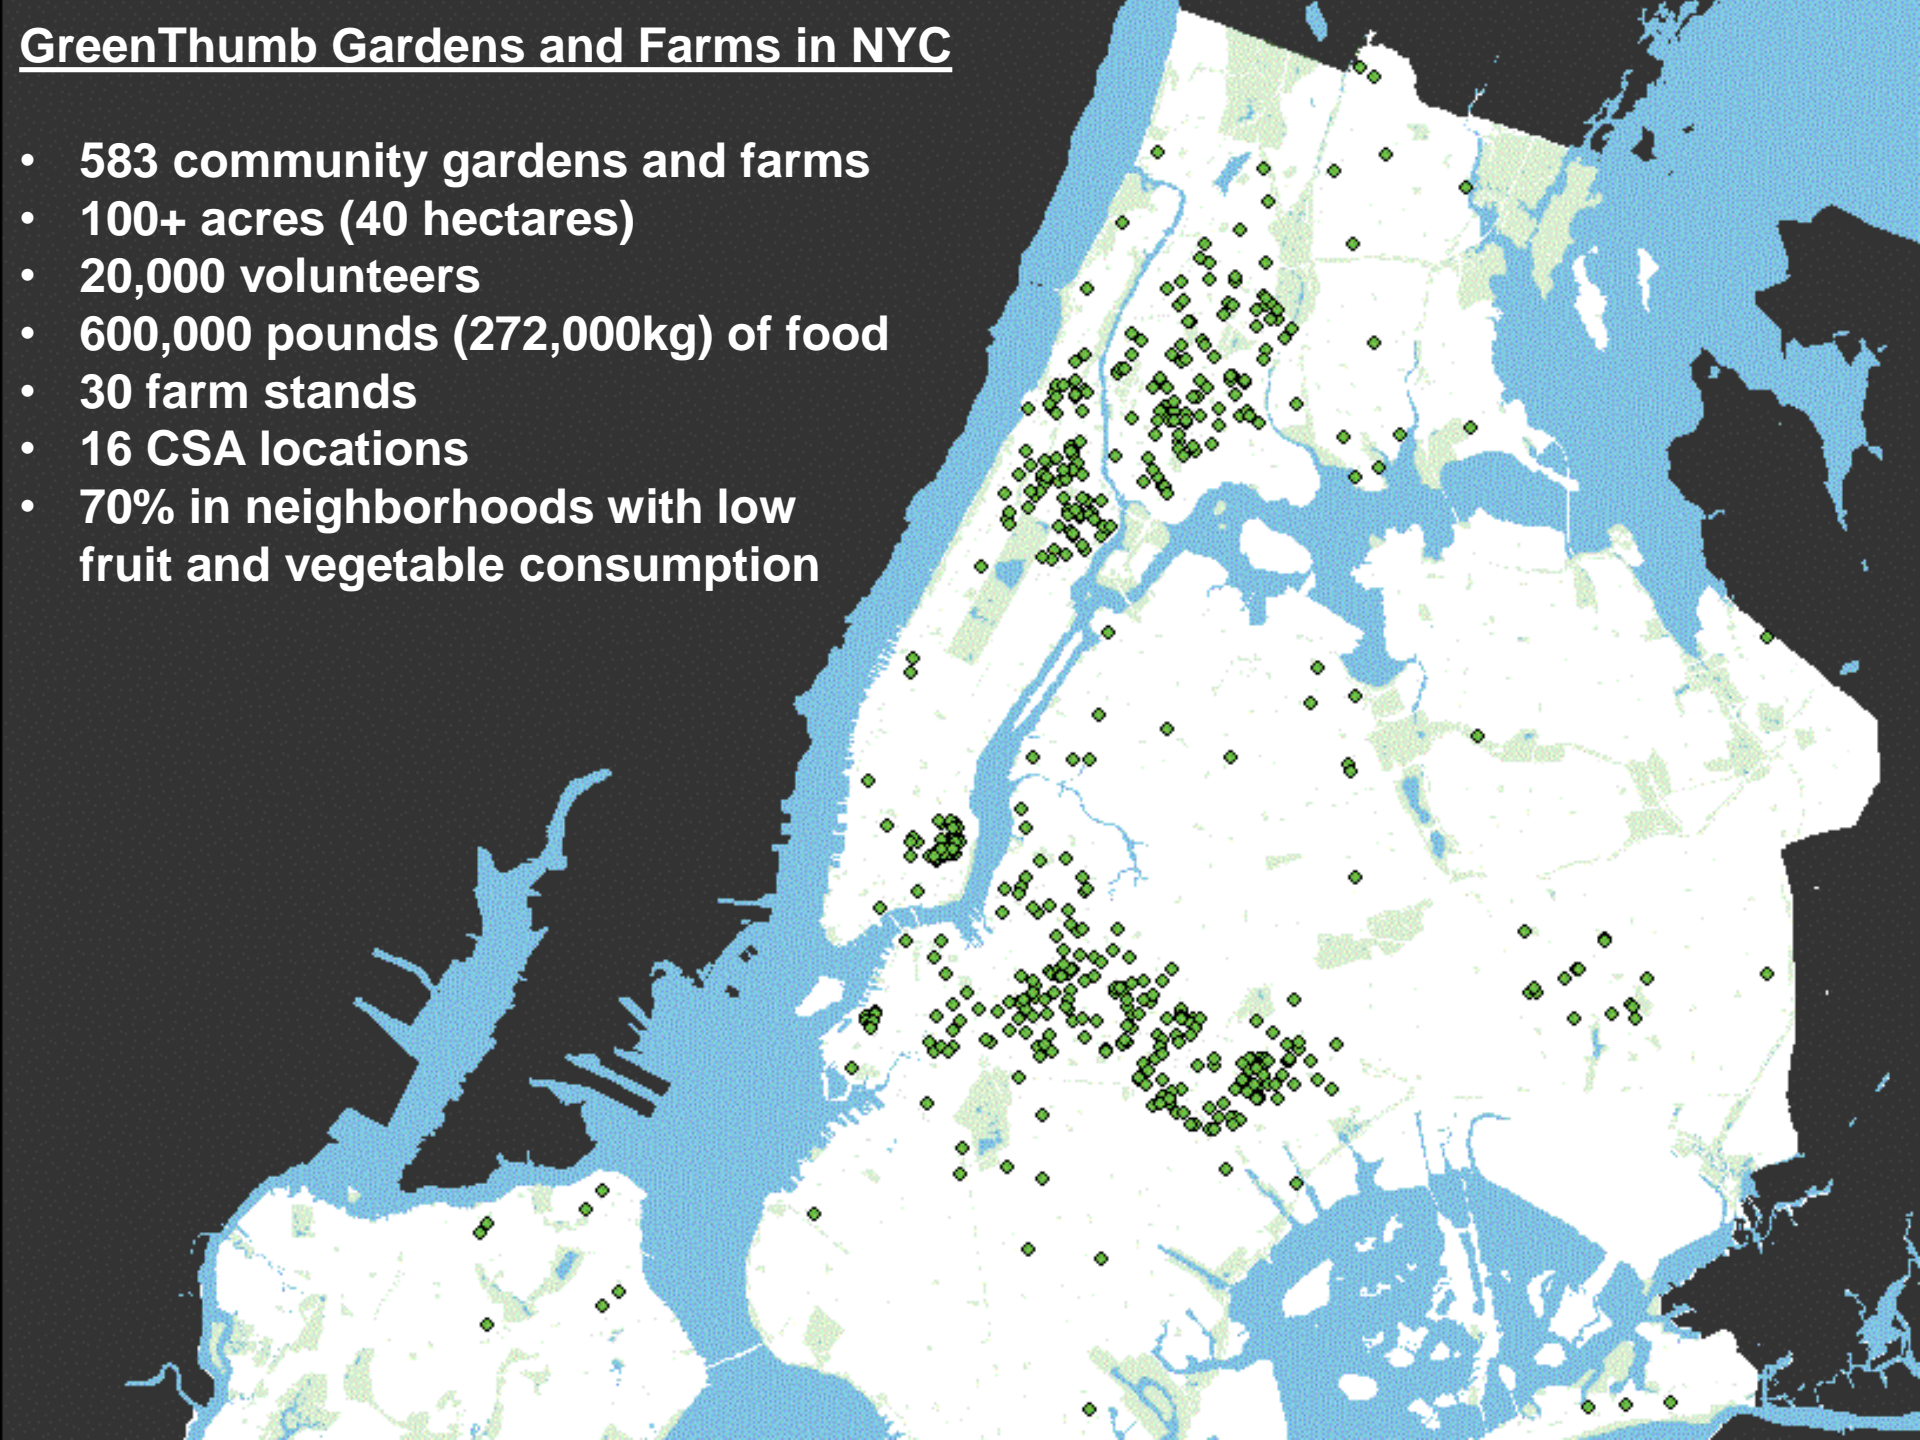 GreenThumb Gardens and Farms in NYC
• 583 community gardens and farms
• 100+ acres (40 hectares)
• 20,000 volunteers
• 600,000 pounds (272,000kg) of food
• 30 farm stands
• 16 CSA locations
• 70% in neighborhoods with low
fruit and vegetable consumption